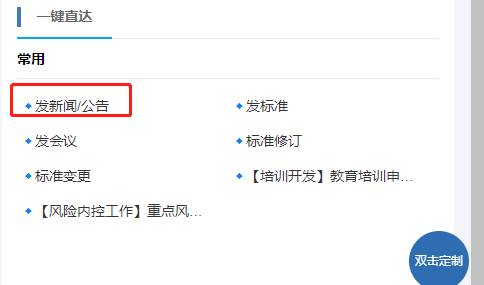 一键直达
常用
发新闻/公告
发标准
发会议
标准修订
标准变更
【培训开发】教育培训申...
【风险内控工作】重点风...
双击定制